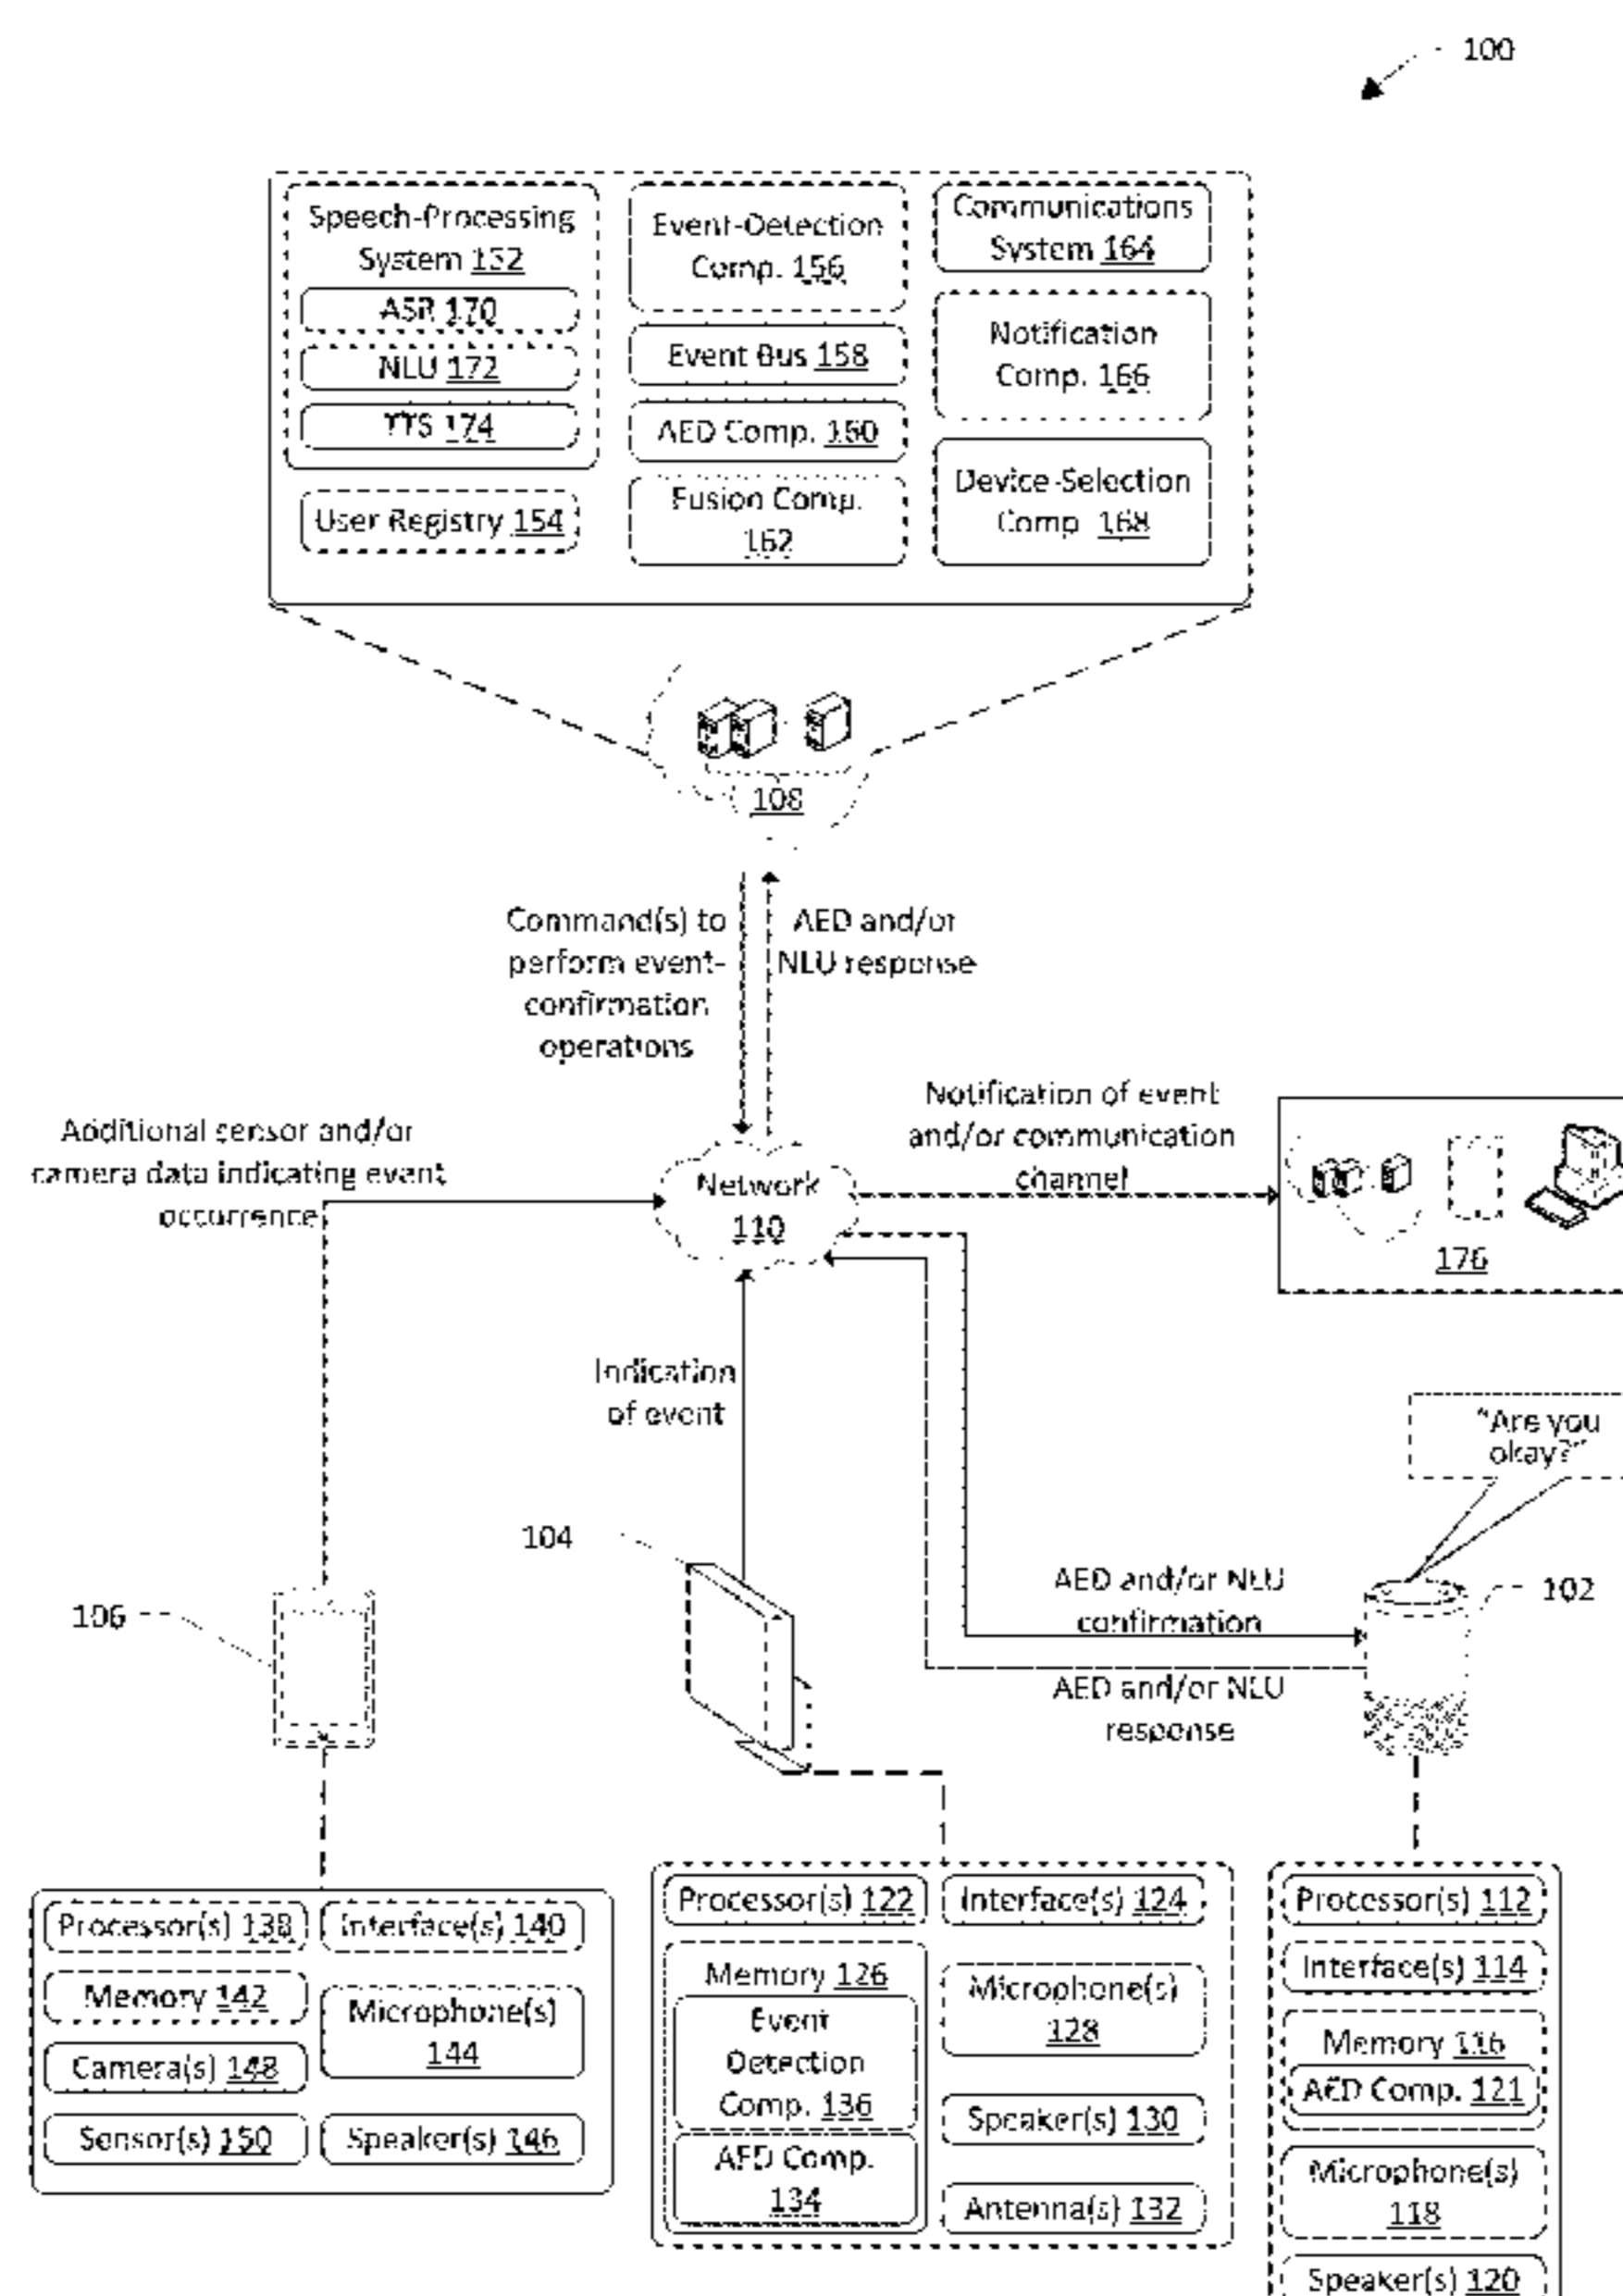 100
Speech-Processing
System 152
ASR 170
NLU 172
TTS 174
User Registry 154
Event-Detection
Comp. 156
Event Bus 158
AED Comp. 160
Fusion Comp.
162
Communications
System 164
Notification
Comp. 166
Device-Selection
Comp 168
108
Command(s) to
perform event-
confirmation
operations
AED and/or
NLU response
Additional sensor and/or
camera data indicating event
occurrence
Network
110
Notification of event
and/or communication
channel
176
Indication
of event
"Are you
okay?"
104
106
102
AED and/or NLU
confirmation
AED and/or NLU
response
Processor(s) 138
Interface(s) 140
Memory 142
Microphone(s)
144
Camera(s) 148
Sensor(s) 150
Speaker(s) 146
Processor(s) 122
Interface(s) 124
Memory 126
Event
Detection
Comp. 136
AED Comp.
134
Microphone(s)
128
Speaker(s) 130
Antenna(s) 132
Processor(s) 112
Interface(s) 114
Memory 116
AED Comp. 121
Microphone(s)
118
Speaker(s) 120